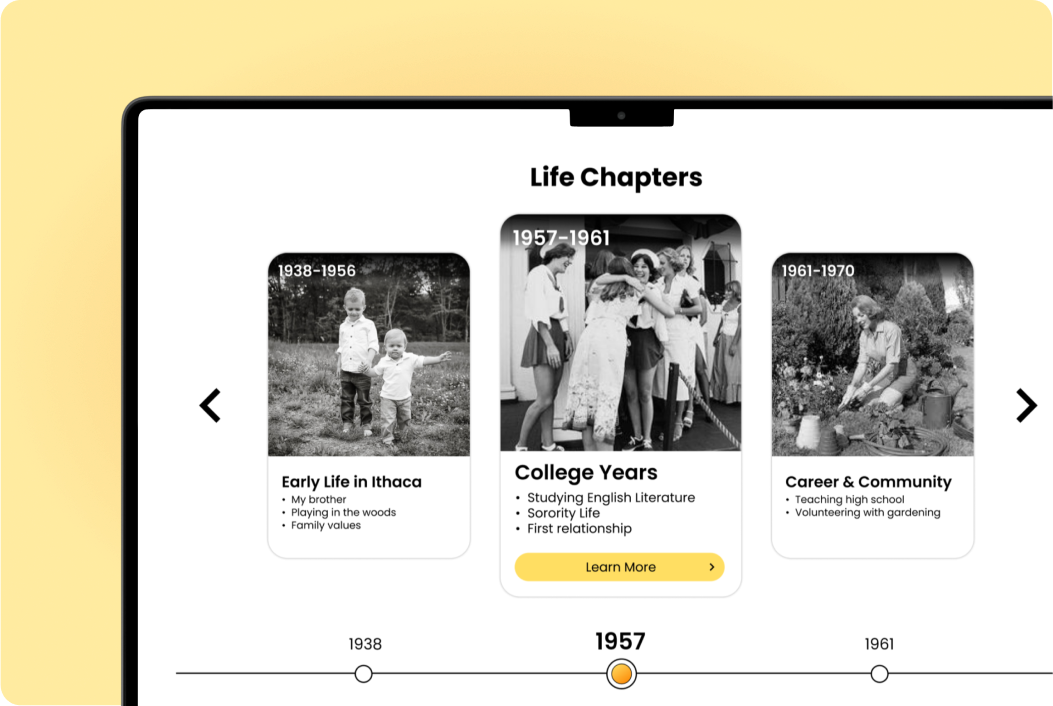 Life Chapters
1938-1956
Early Life in Ithaca
• My brother
• Playing in the woods
• Family values
1957-1961
College Years
• Studying English Literature
• Sorority Life
• First relationship
Learn More
1961-1970
Career & Community
• Teaching high school
• Volunteering with gardening
1938
1957
1961